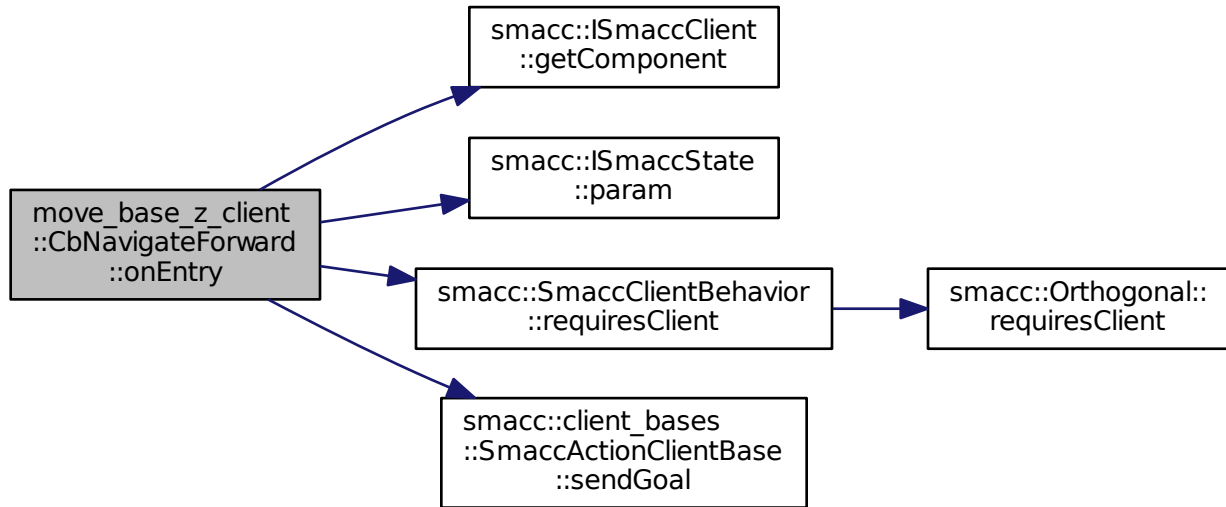 smacc::ISmaccClient
::getComponent
smacc::ISmaccState
::param
move_base_z_client
::CbNavigateForward
::onEntry
smacc::SmaccClientBehavior
::requiresClient
smacc::Orthogonal::
requiresClient
smacc::client_bases
::SmaccActionClientBase
::sendGoal